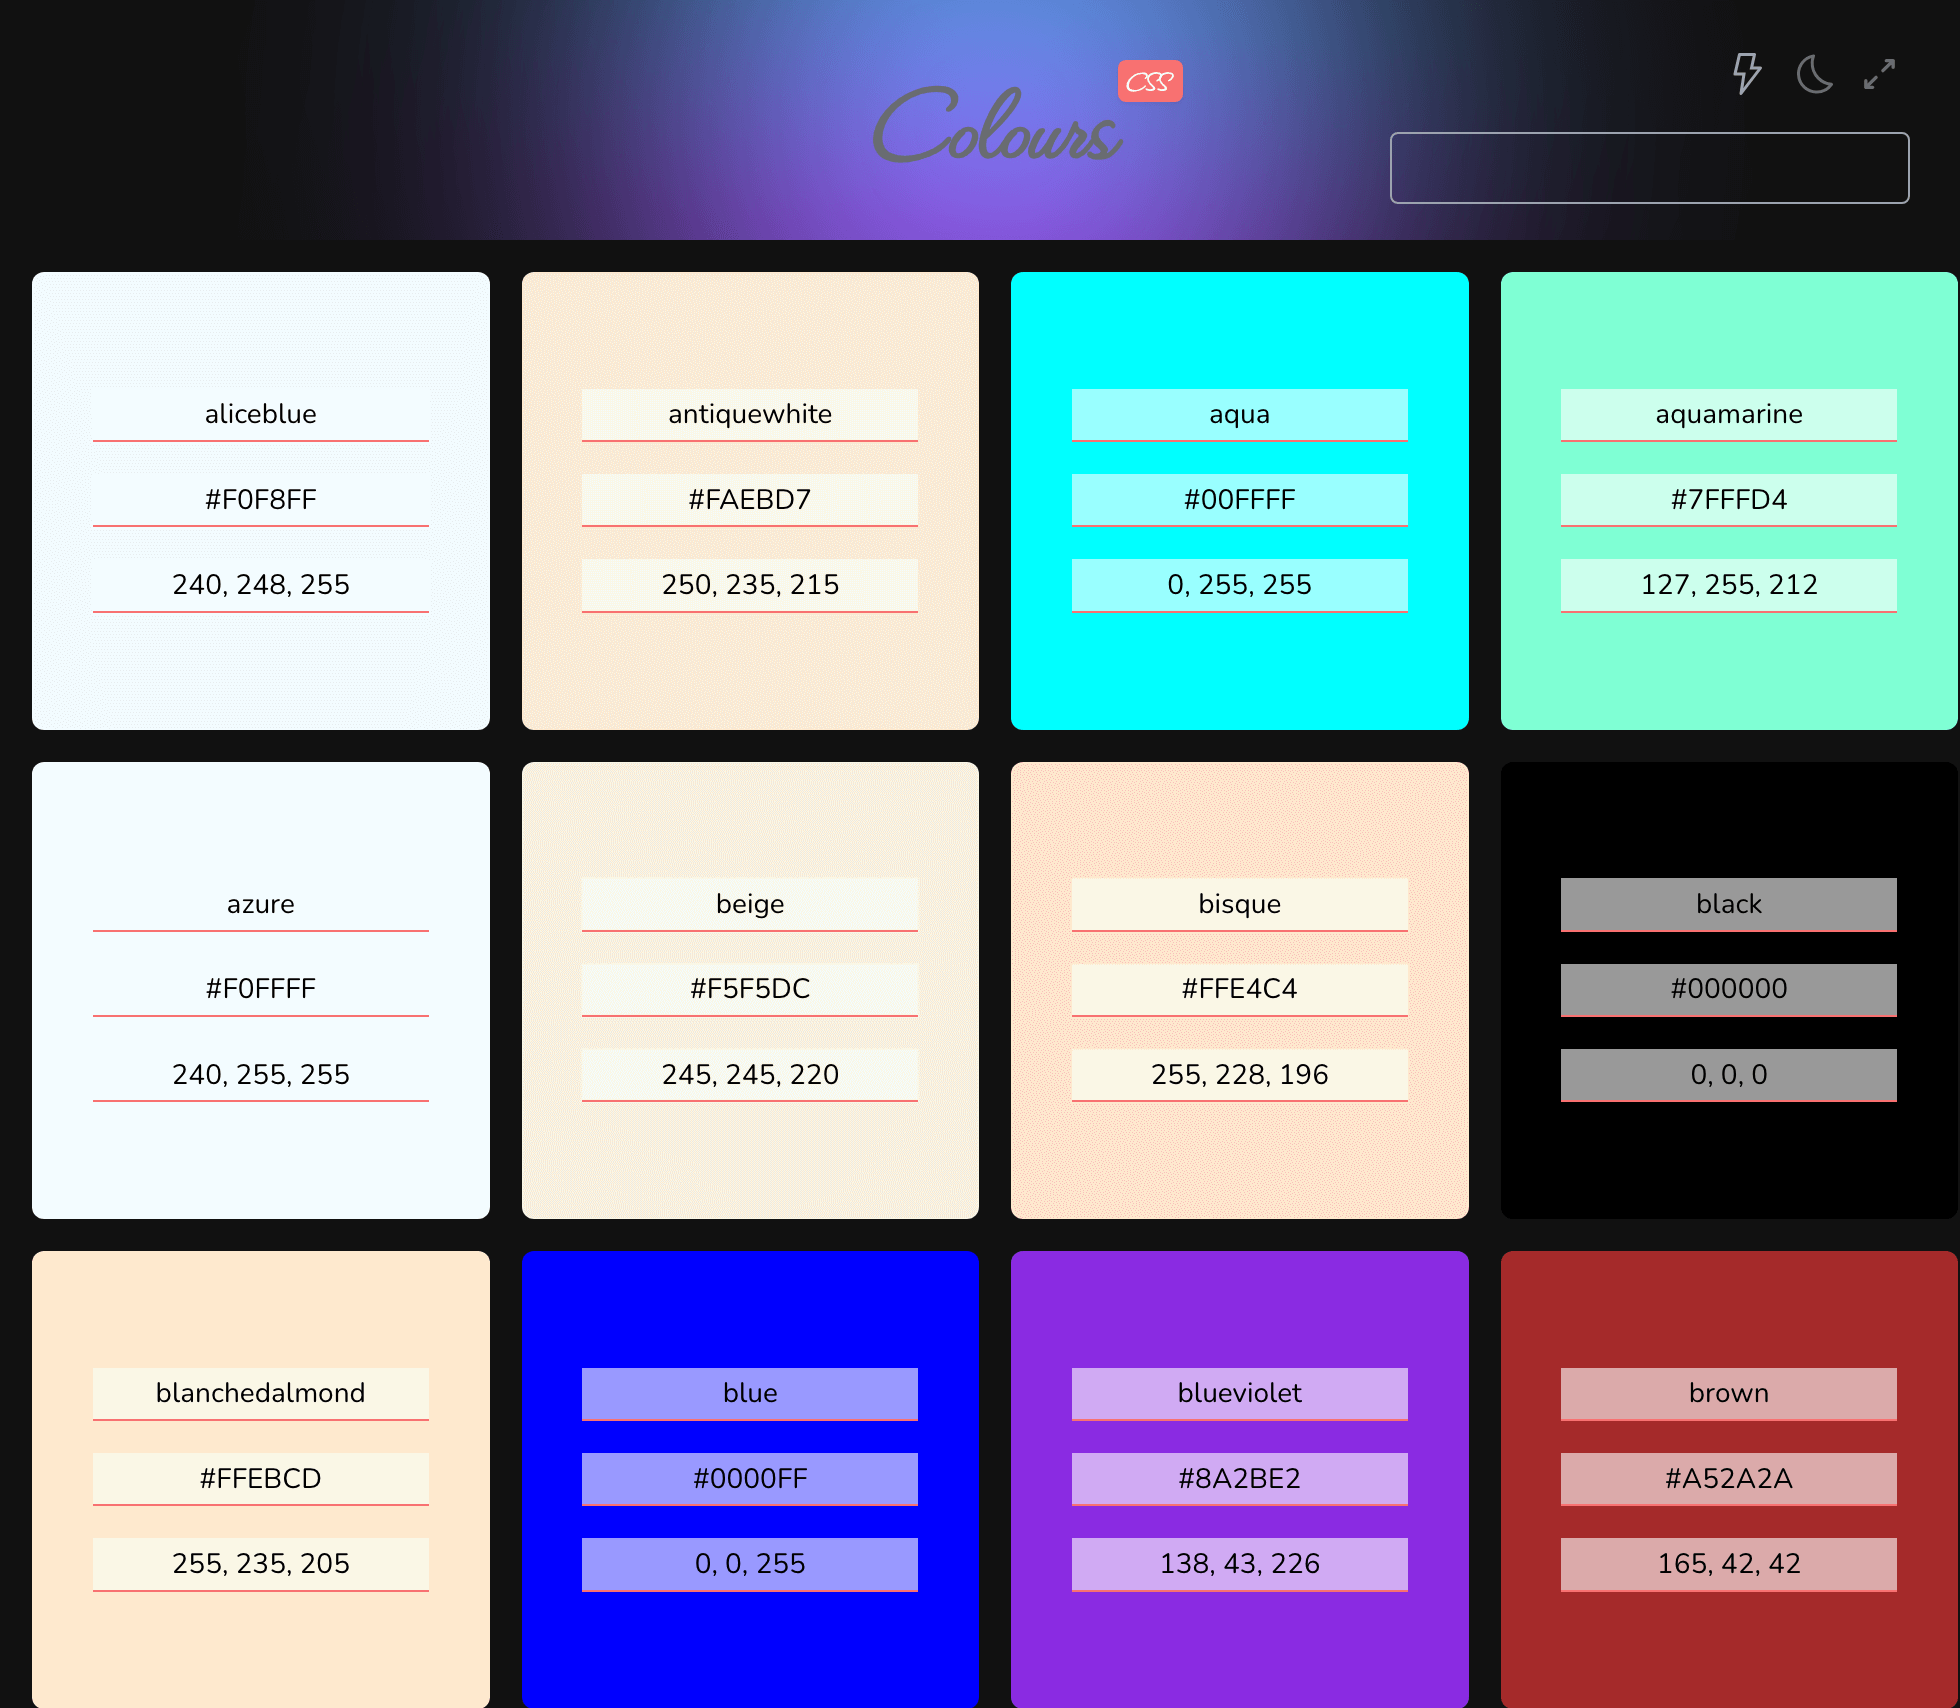 Colours
CSS
aliceblue
#F0F8FF
240, 248, 255
antiquewhite
#FAEBD7
250, 235, 215
aqua
#00FFFF
0, 255, 255
aquamarine
#7FFFD4
127, 255, 212
azure
#F0FFFF
240, 255, 255
beige
#F5F5DC
245, 245, 220
bisque
#FFE4C4
255, 228, 196
black
#000000
0, 0, 0
blanchedalmond
#FFEBCD
255, 235, 205
blue
#0000FF
0, 0, 255
blueviolet
#8A2BE2
138, 43, 226
brown
#A52A2A
165, 42, 42